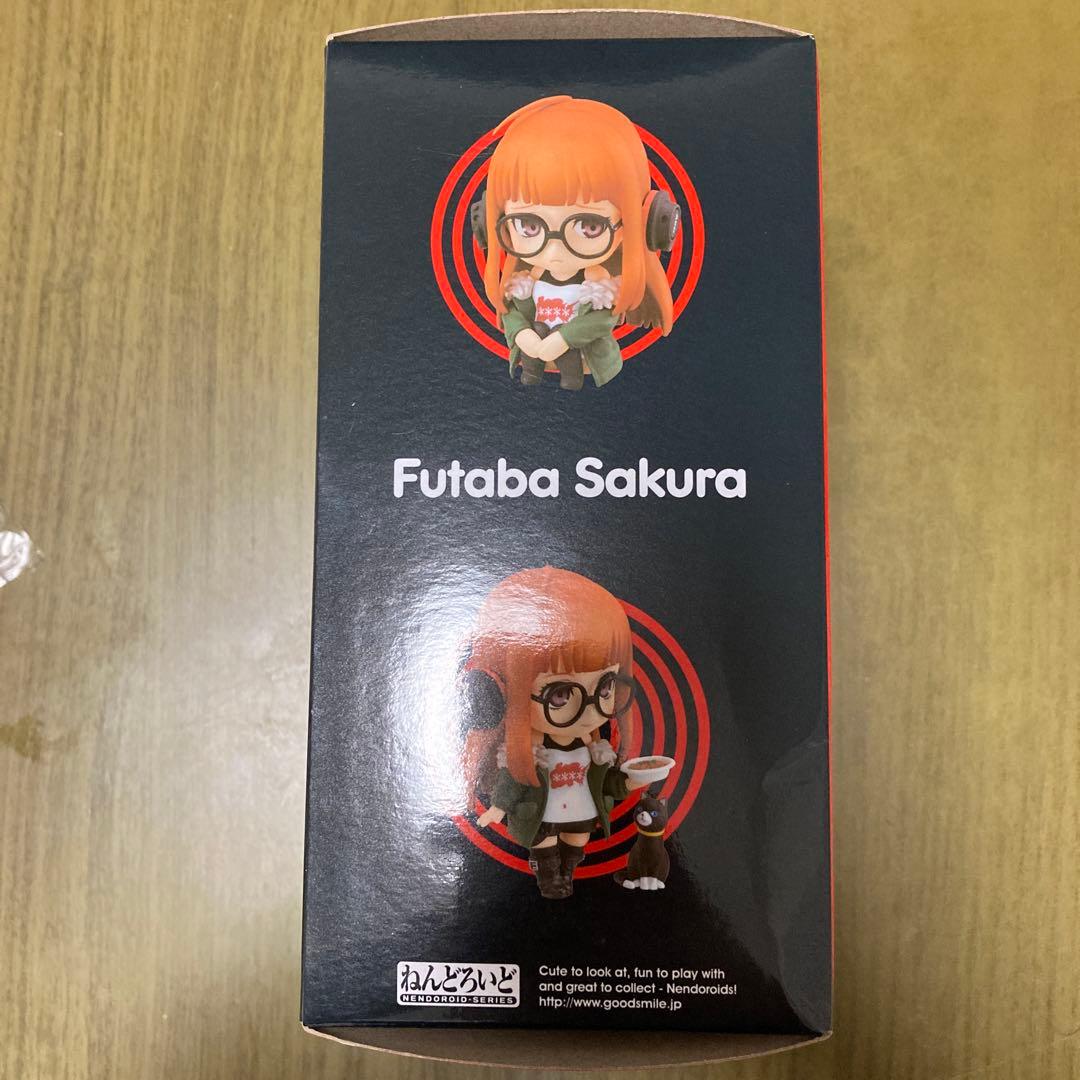 Futaba Sakura
ねんどろいど
NENDOROID·SERIES
Cute to look at, fun to play with
and great to collect - Nendoroids!
http://www.goodsmile.jp